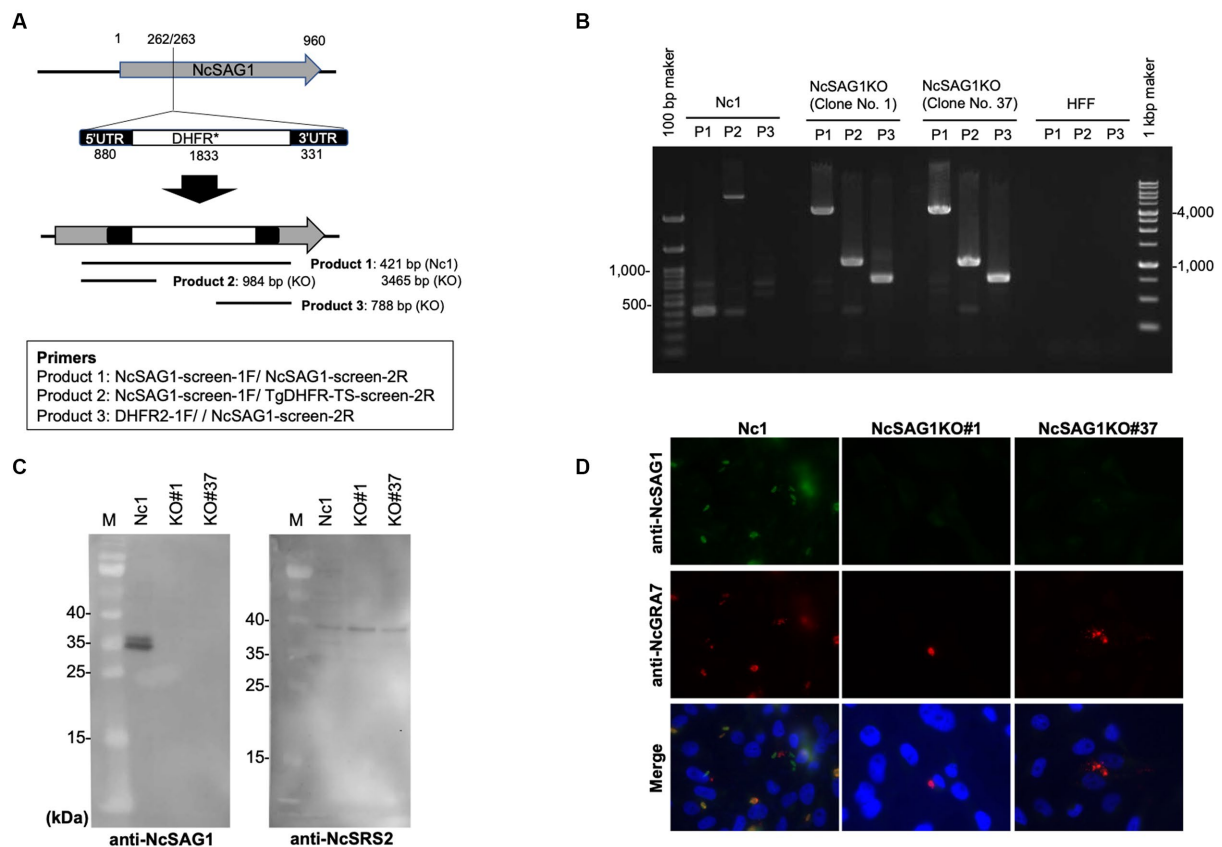 A
1
262/263
960
NcSAG1
5'UTR
DHFR*
3'UTR
880
1833
331
Product 1: 421 bp (Nc1)
Product 2: 984 bp (KO)
3465 bp (KO)
Product 3: 788 bp (KO)
Primers
Product 1: NcSAG1-screen-1F/ NcSAG1-screen-2R
Product 2: NcSAG1-screen-1F/ TgDHFR-TS-screen-2R
Product 3: DHFR2-1F/ / NcSAG1-screen-2R
B
100 bp maker
Nc1
NcSAG1KO
(Clone No. 1)
NcSAG1KO
(Clone No. 37)
HFF
1 kbp maker
P1 P2 P3
P1 P2 P3
P1 P2 P3
P1 P2 P3
1,000-
500-
-4,000
-1,000
C
M
Nc1
KO#1
KO#37
40-
35-
25-
15-
(kDa)
anti-NcSAG1
M
Nc1
KO#1
KO#37
40-
35-
25-
15-
anti-NcSRS2
D
Nc1
NcSAG1KO#1
NcSAG1KO#37
anti-NcSAG1
anti-NcGRA7
Merge